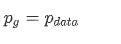 p_g = p_{data}